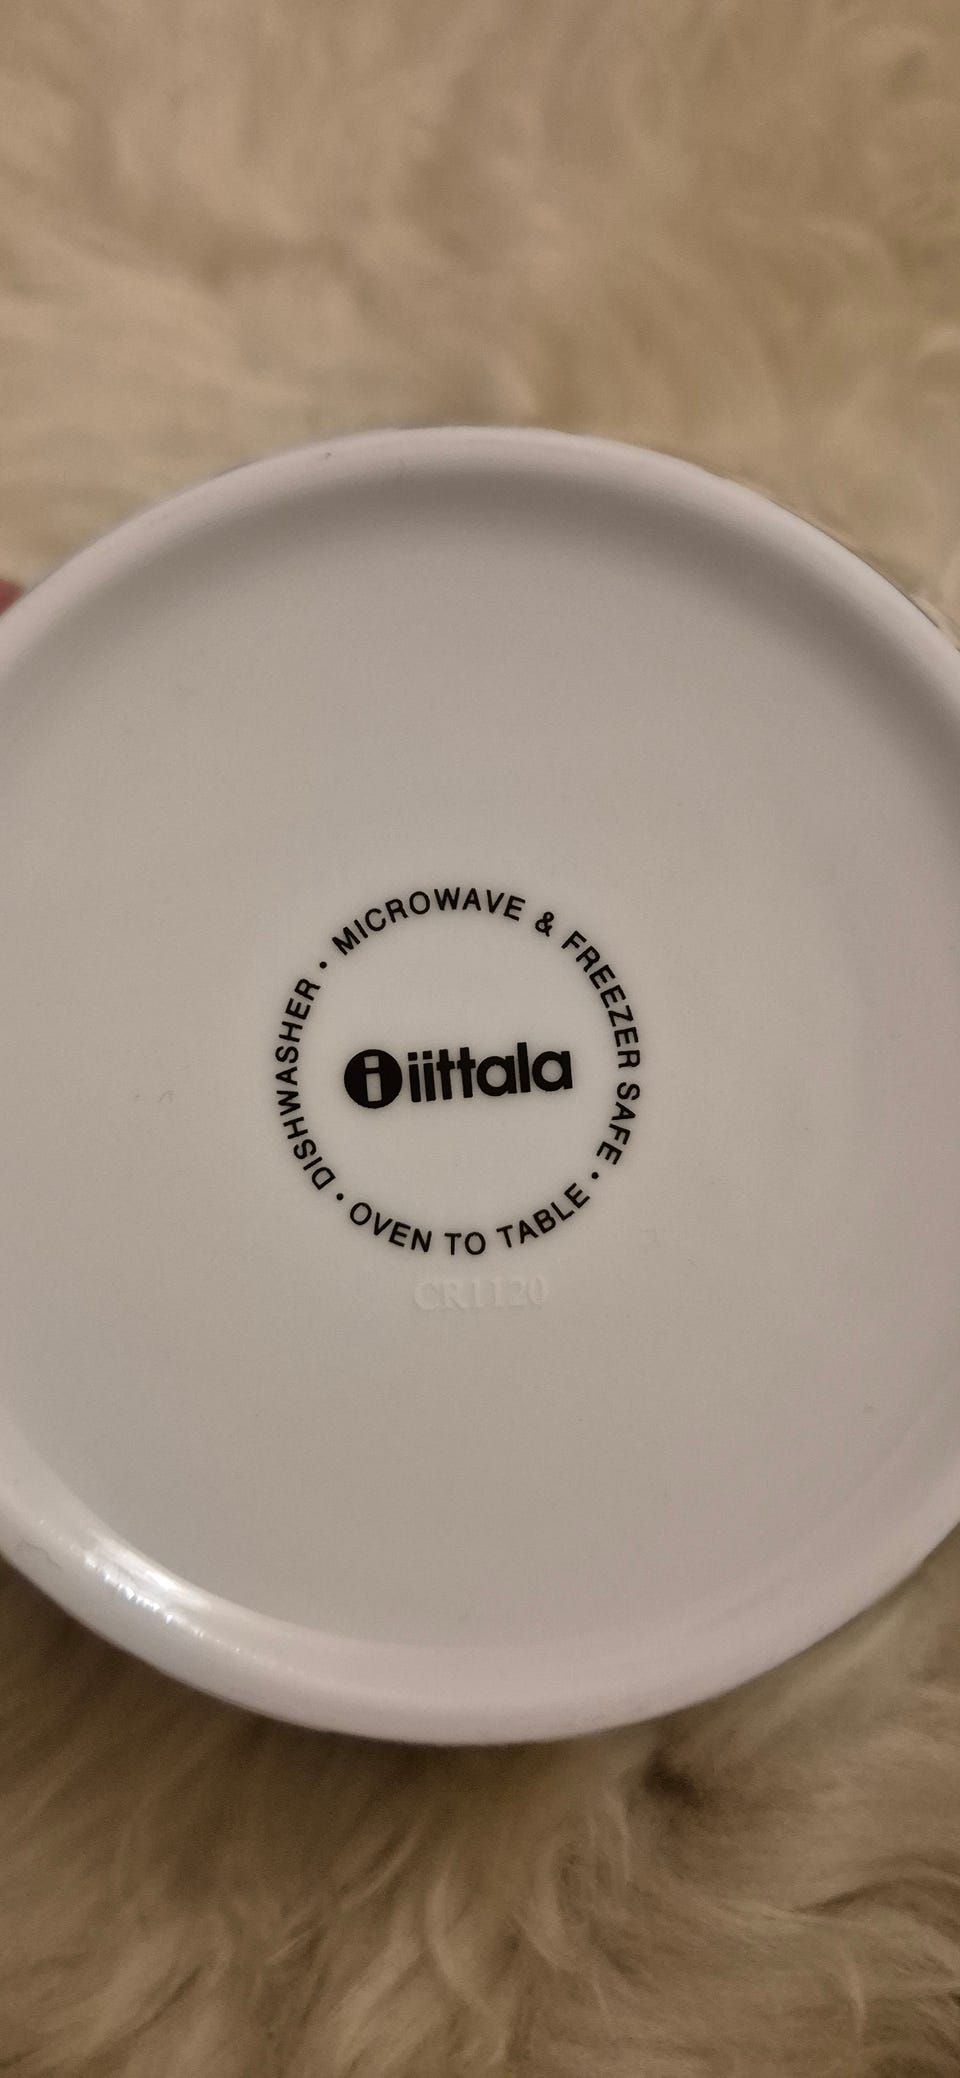 MICROWAVE & FREEZER SAFE • OVEN TO TABLE • DISHWASHER •
i iittala
CR1120